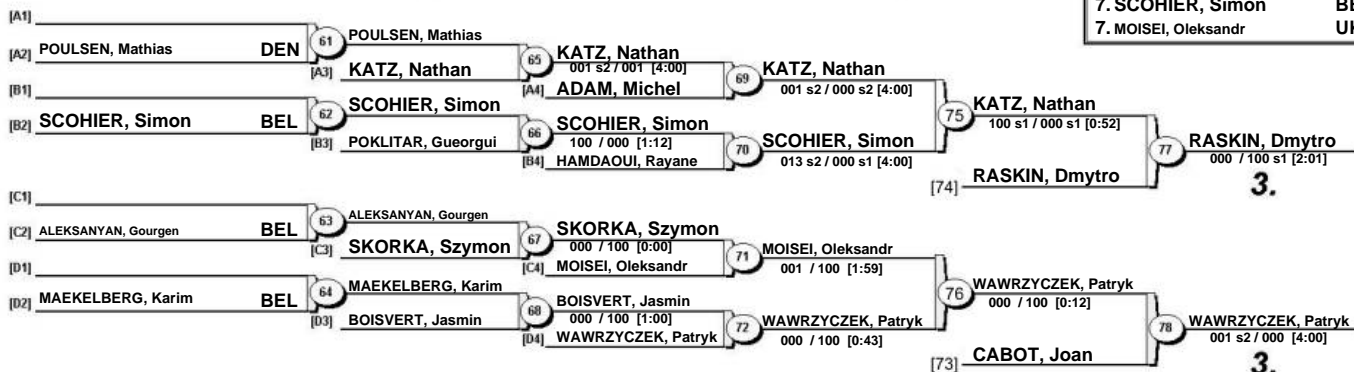 7. SCOHIER, Simon
7. MOISEI, Oleksandr
[A1]
[A2] POULSEN, Mathias DEN
61 POULSEN, Mathias
[A3] KATZ, Nathan
65 KATZ, Nathan
001 s2 / 001 [4:00]
[A4] ADAM, Michel
69 KATZ, Nathan
001 s2 / 000 s2 [4:00]
[B1]
[B2] SCOHIER, Simon BEL
62 SCOHIER, Simon
[B3] POKLITAR, Gueorgui
66 SCOHIER, Simon
100 / 000 [1:12]
[B4] HAMDAOUI, Rayane
70 SCOHIER, Simon
013 s2 / 000 s1 [4:00]
75 KATZ, Nathan
100 s1 / 000 s1 [0:52]
[74] RASKIN, Dmytro
77 RASKIN, Dmytro
000 / 100 s1 [2:01]
3.
[C1]
[C2] ALEKSANYAN, Gourgen BEL
63 ALEKSANYAN, Gourgen
[C3] SKORKA, Szymon
67 SKORKA, Szymon
000 / 100 [0:00]
[C4] MOISEI, Oleksandr
71 MOISEI, Oleksandr
001 / 100 [1:59]
[D1]
[D2] MAEKELBERG, Karim BEL
64 MAEKELBERG, Karim
[D3] BOISVERT, Jasmin
68 BOISVERT, Jasmin
000 / 100 [1:00]
[D4] WAWRZYCZEK, Patryk
72 WAWRZYCZEK, Patryk
000 / 100 [0:43]
76 WAWRZYCZEK, Patryk
000 / 100 [0:12]
[73] CABOT, Joan
78 WAWRZYCZEK, Patryk
001 s2 / 000 [4:00]
3.